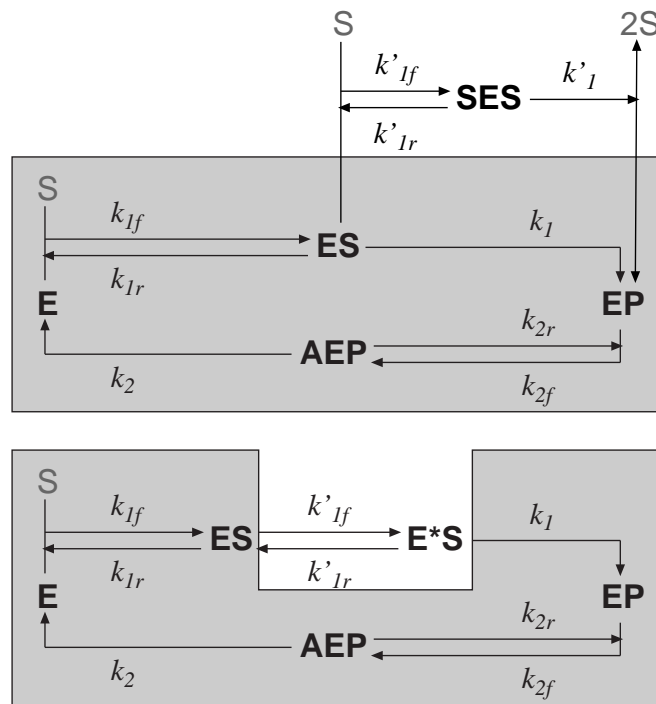 S 2S
k'1f k'1
SES
k'1r
S
k1f k1
ES
k1r
E EP
k2r
AEP
k2 k2f
S
k1f k'1f k1
ES E*S
k1r k'1r
E EP
k2r
AEP
k2 k2f